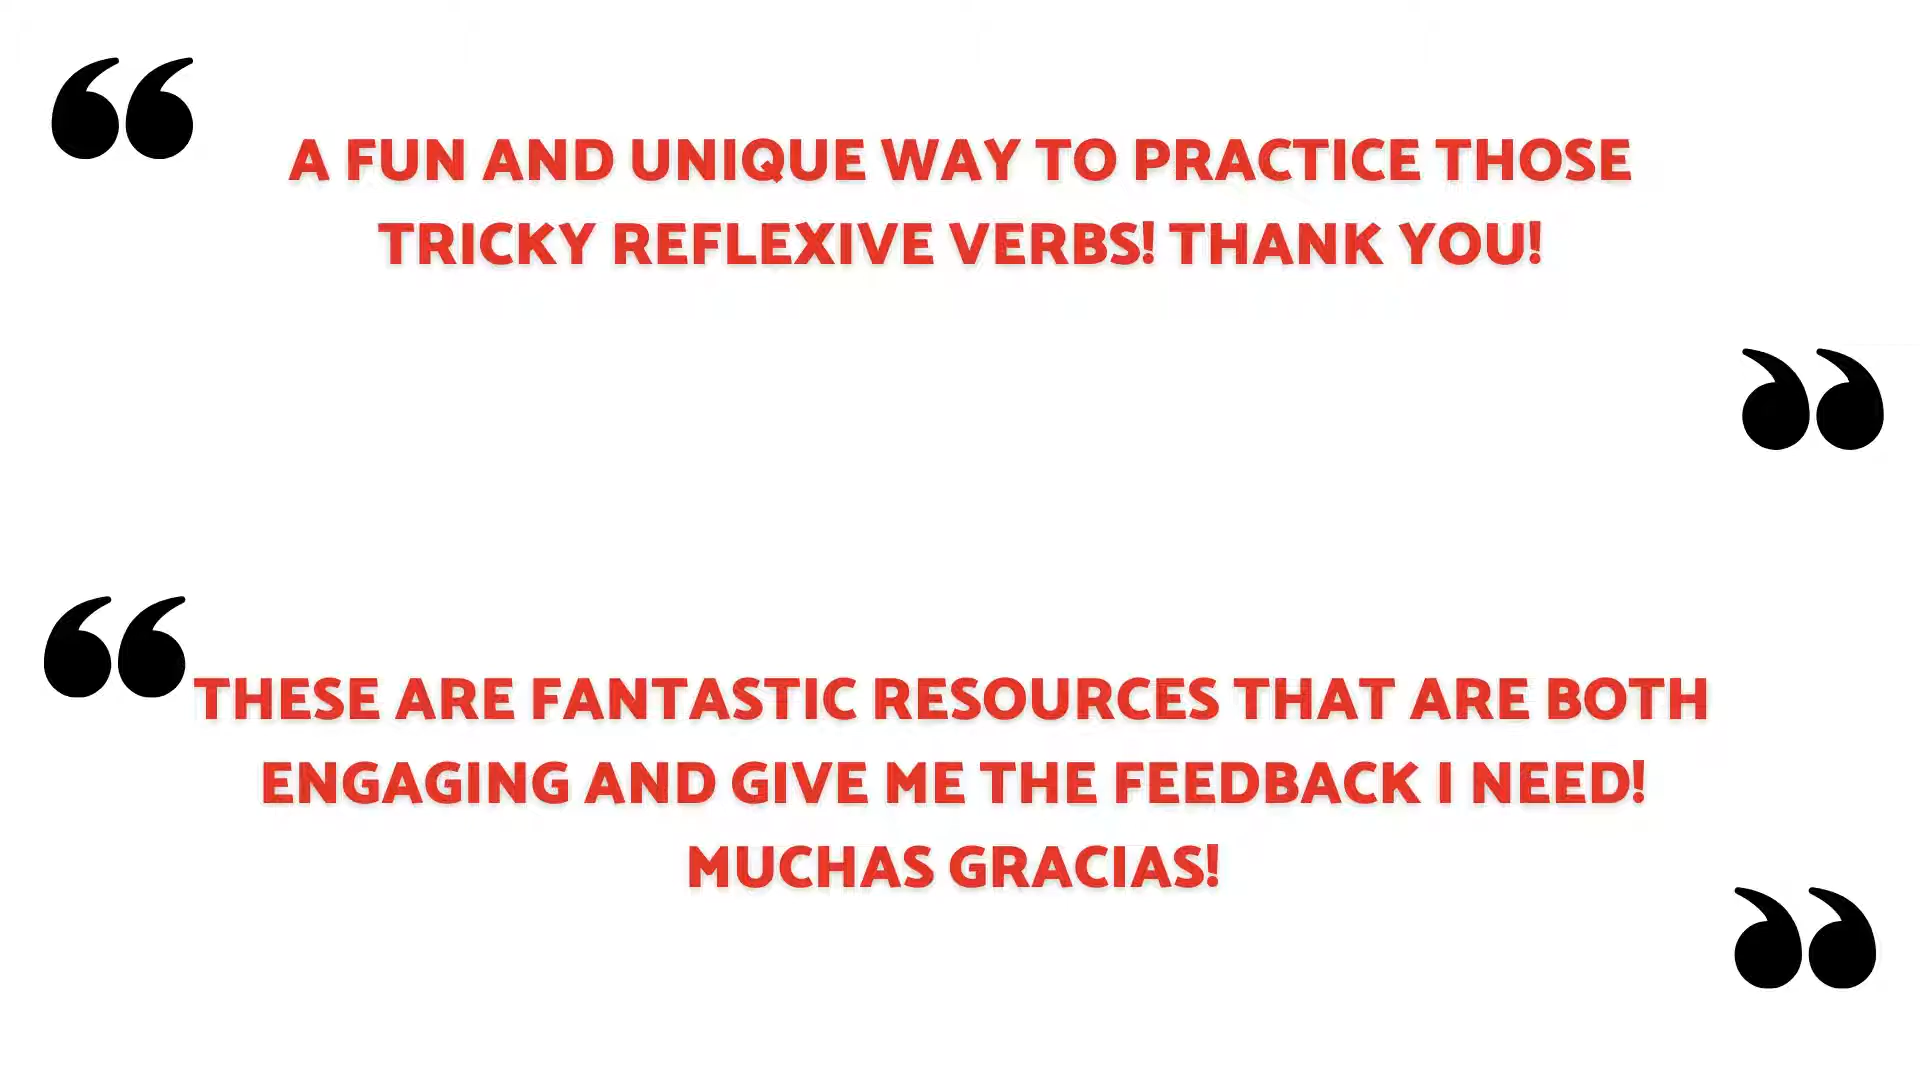 “
A FUN AND UNIQUE WAY TO PRACTICE THOSE
TRICKY REFLEXIVE VERBS! THANK YOU!
”
“
THESE ARE FANTASTIC RESOURCES THAT ARE BOTH
ENGAGING AND GIVE ME THE FEEDBACK I NEED!
MUCHAS GRACIAS!
”